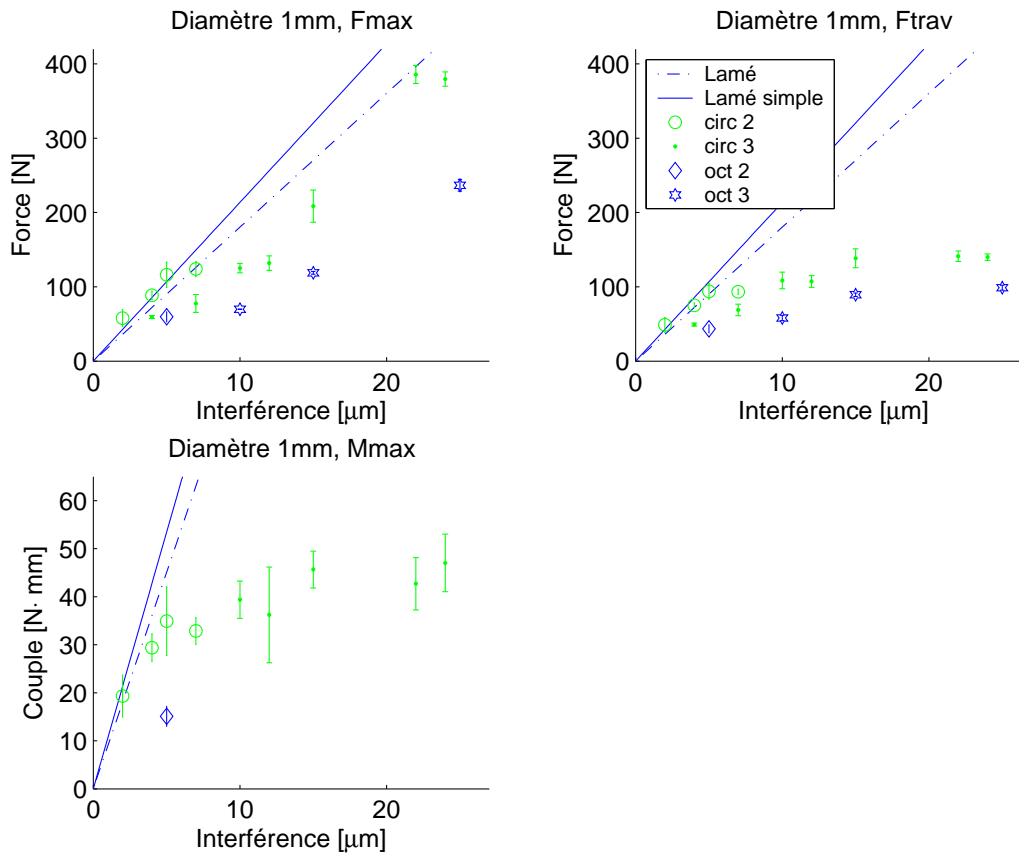 Diamètre 1mm, Fmax
400
300
200
100
0
0
10
20
Force [N]
Interférence [μm]
Diamètre 1mm, Ftrav
400
300
200
100
0
0
10
20
Force [N]
Interférence [μm]
Lamé
Lamé simple
circ 2
circ 3
oct 2
oct 3
Diamètre 1mm, Mmax
60
50
40
30
20
10
0
0
10
20
Couple [N· mm]
Interférence [μm]